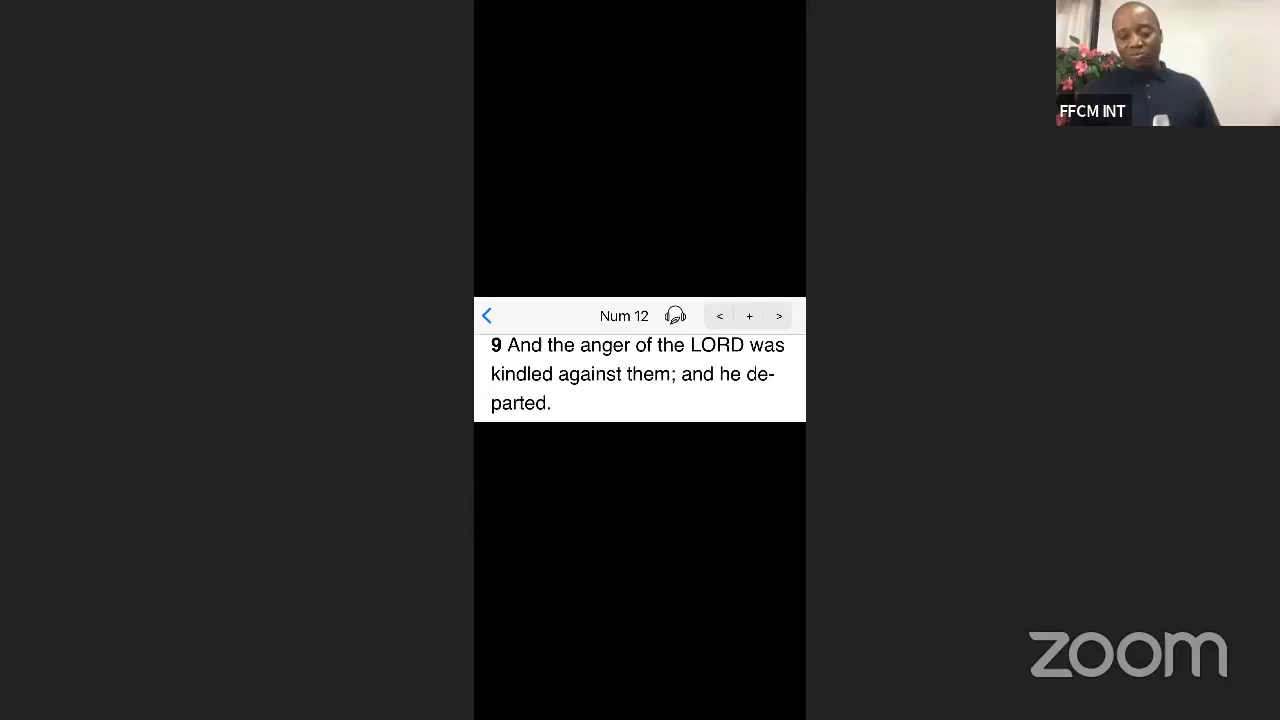 FFCM INT
Num 12
< + >
9 And the anger of the LORD was
kindled against them; and he de-
parted.
zoom